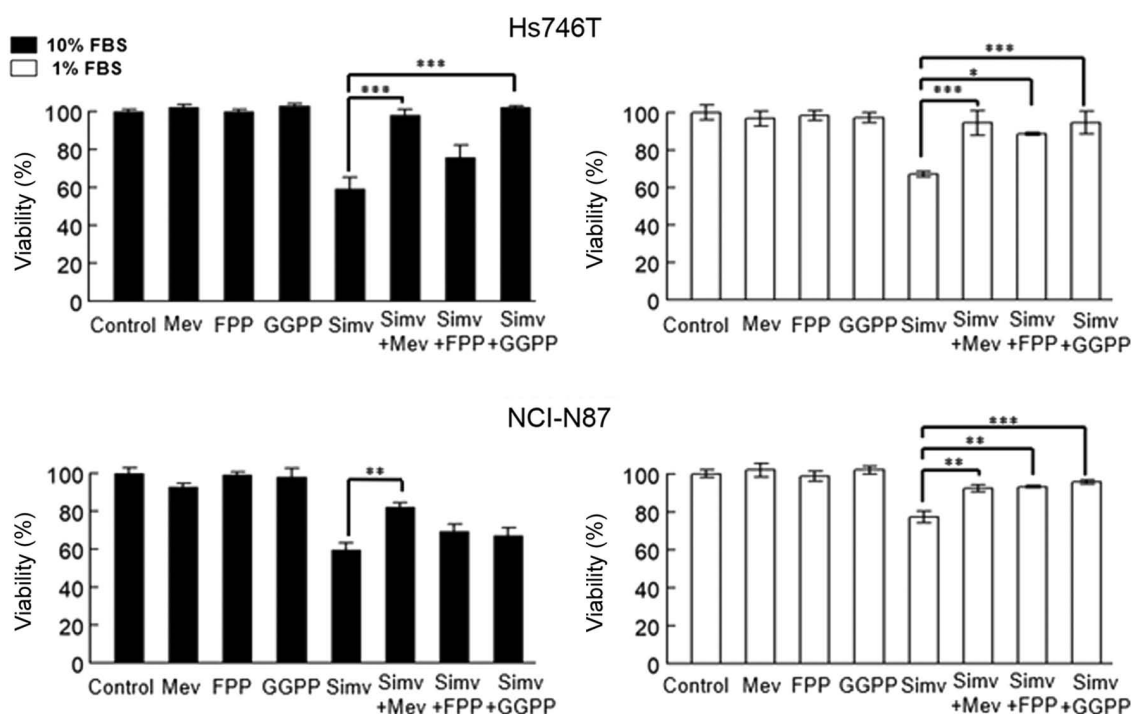 Hs746T
10% FBS
1% FBS
*** *** *** * ***
Viability (%)
100
80
60
40
20
0
Control Mev FPP GGPP Simv Simv Simv Simv
+Mev +FPP +GGPP
Viability (%)
100
80
60
40
20
0
Control Mev FPP GGPP Simv Simv Simv Simv
+Mev +FPP +GGPP
NCI-N87
** *** ** **
Viability (%)
100
80
60
40
20
0
Control Mev FPP GGPP Simv Simv Simv Simv
+Mev +FPP +GGPP
Viability (%)
100
80
60
40
20
0
Control Mev FPP GGPP Simv Simv Simv Simv
+Mev +FPP +GGPP